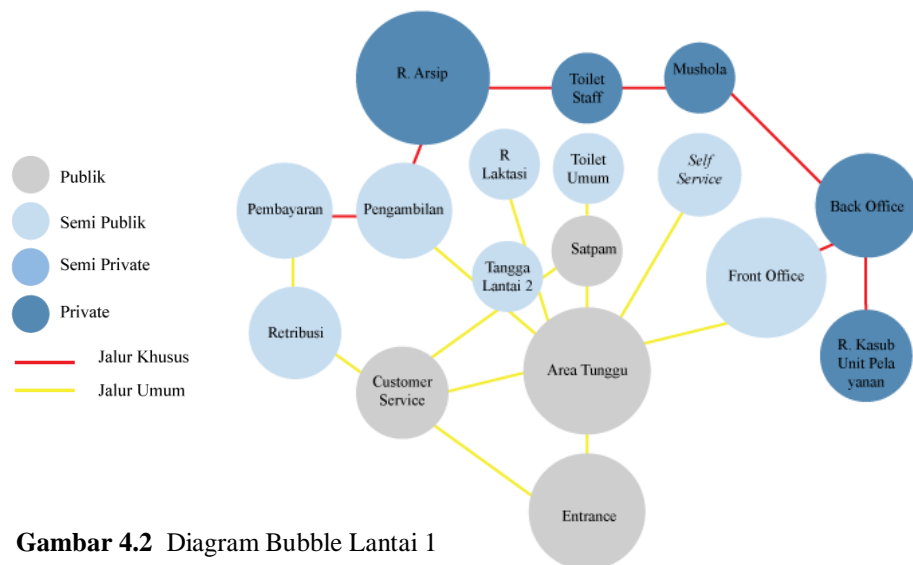 R. Arsip
Toilet
Staff
Mushola
R
Laktasi
Toilet
Umum
Self
Service
Publik
Semi Publik
Semi Private
Private
Jalur Khusus
Jalur Umum
Pembayaran
Pengambilan
Back Office
Satpam
Tangga
Lantai 2
Front Office
Retribusi
R. Kasub
Unit Pela
yanan
Customer
Service
Area Tunggu
Entrance
Gambar 4.2 Diagram Bubble Lantai 1